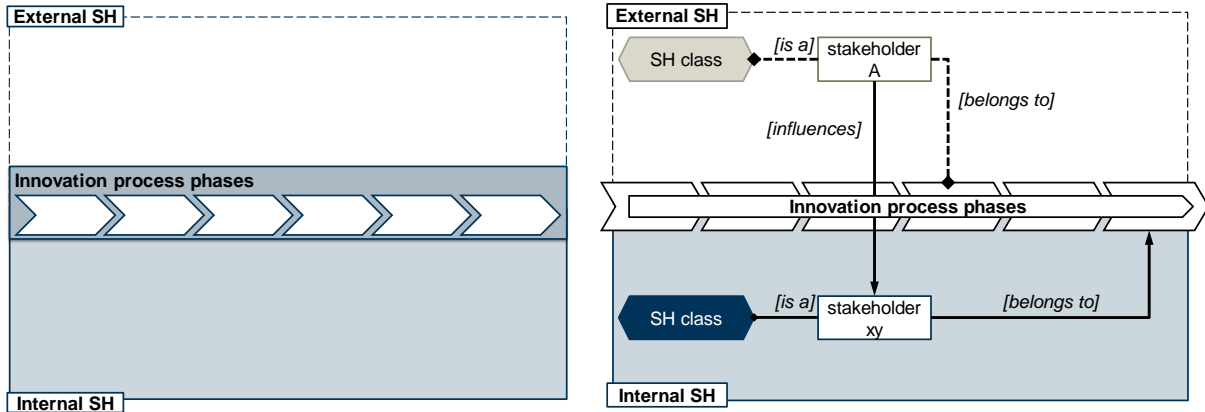 External SH
Innovation process phases
Internal SH
External SH
SH class
[is a]
stakeholder
A
[belongs to]
[influences]
Innovation process phases
SH class
[is a]
stakeholder
xy
[belongs to]
Internal SH